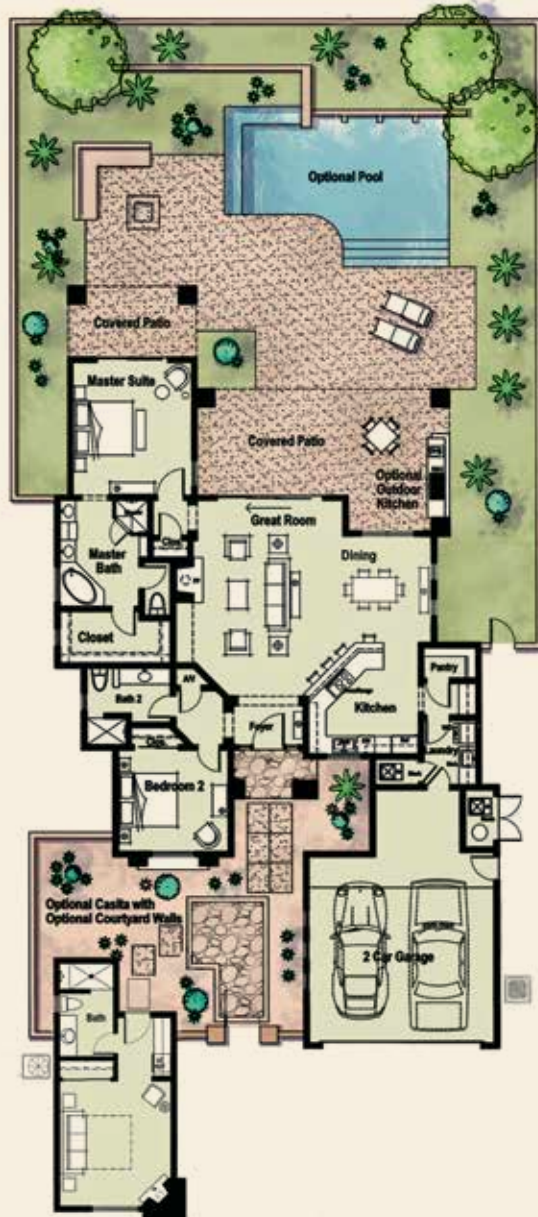 Optional Pool
Covered Patio
Master Suite
Covered Patio
Optional
Outdoor
Kitchen
Clos
Great Room
Master
Bath
Dining
Closet
Pantry
A/V
Bath 2
Kitchen
Foyer
Laundry
Clos.
Bedroom 2
Optional Casita with
Optional Courtyard Walls
2 Car Garage
Bath